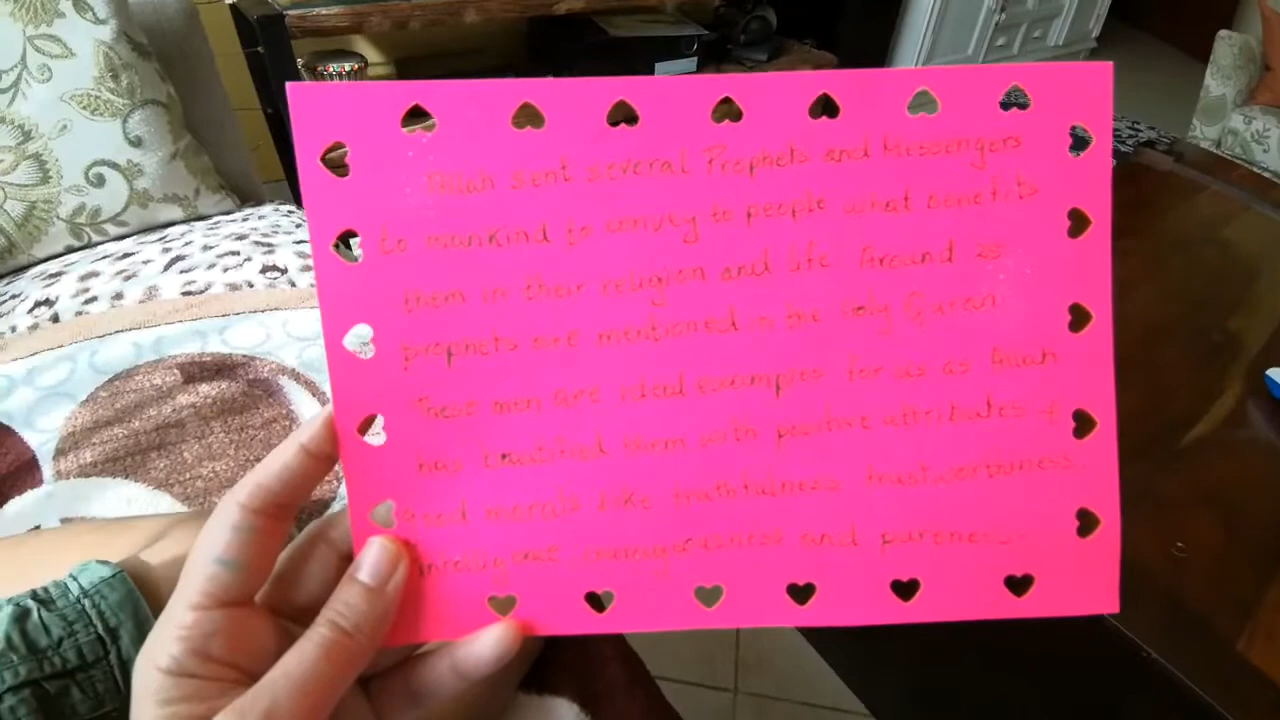 Allah sent several Prophets and Messengers
to mankind to convey to people what benefits
them in their religion and life Around 25
prophets are mentioned in the Holy Quran
These men are ideal examples for us as Allah
has beautified them with positive attributes &
good morals like truthfulness trustworthiness.
intelligence courageousness and pureness.